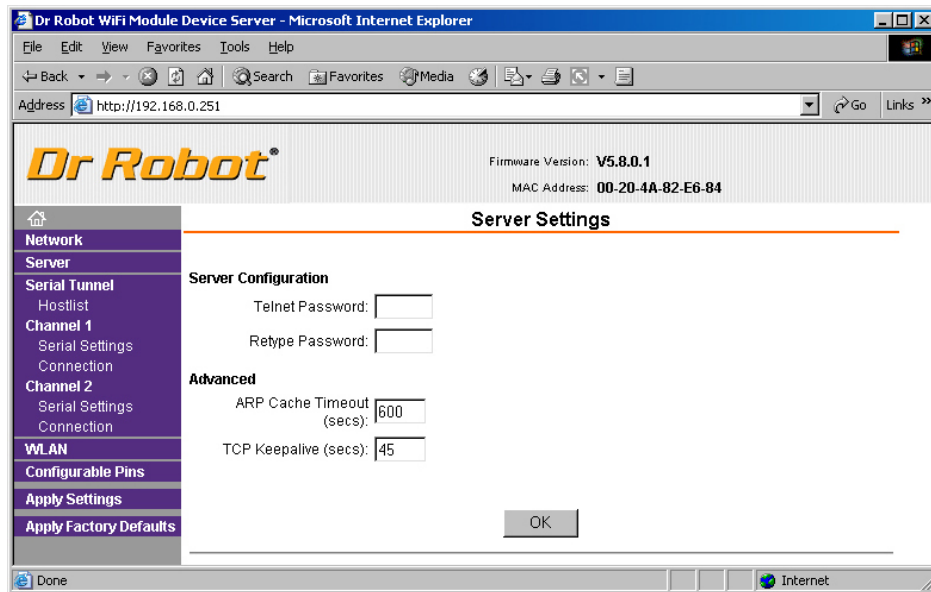 Dr Robot WiFi Module Device Server - Microsoft Internet Explorer
File Edit View Favorites Tools Help
Back Search Favorites Media
Address http://192.168.0.251 Go Links »
Dr Robot®
Firmware Version: V5.8.0.1
MAC Address: 00-20-4A-82-E6-84
Server Settings
Network
Server
Serial Tunnel
Hostlist
Channel 1
Serial Settings
Connection
Channel 2
Serial Settings
Connection
WLAN
Configurable Pins
Apply Settings
Apply Factory Defaults
Server Configuration
Telnet Password:
Retype Password:
Advanced
ARP Cache Timeout
(secs): 600
TCP Keepalive (secs): 45
OK
Done Internet